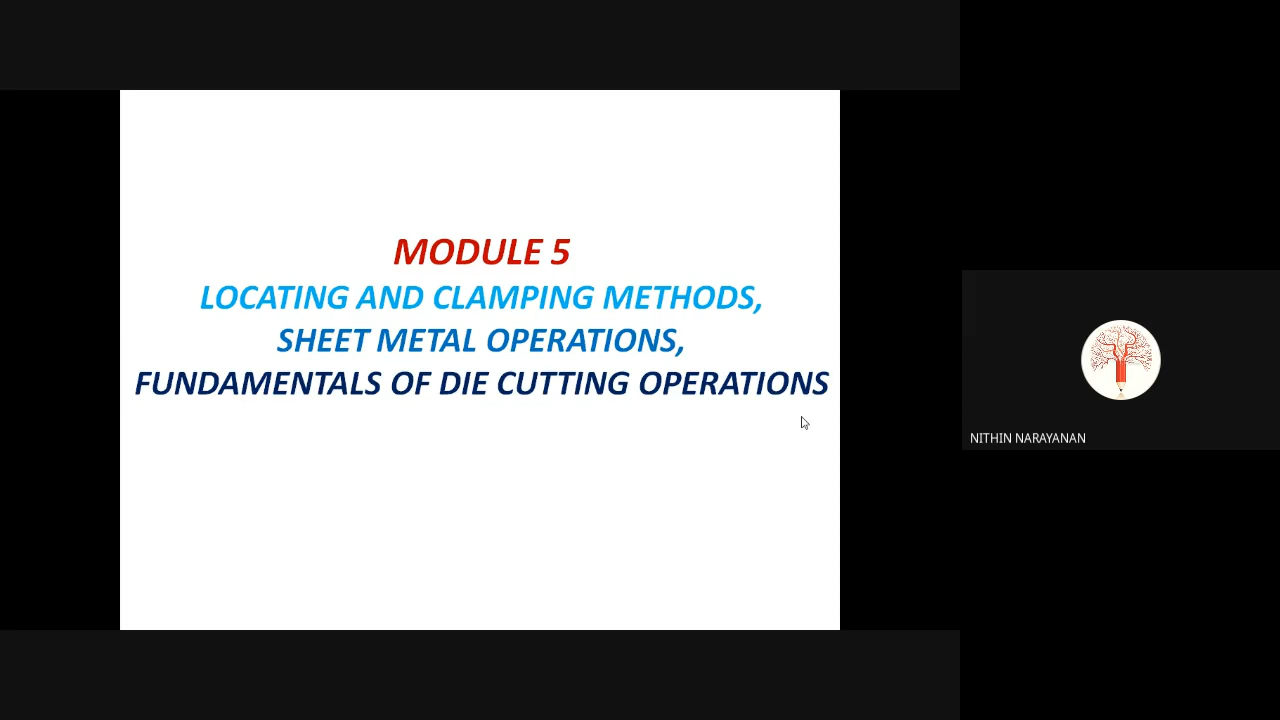 MODULE 5
LOCATING AND CLAMPING METHODS,
SHEET METAL OPERATIONS,
FUNDAMENTALS OF DIE CUTTING OPERATIONS
NITHIN NARAYANAN